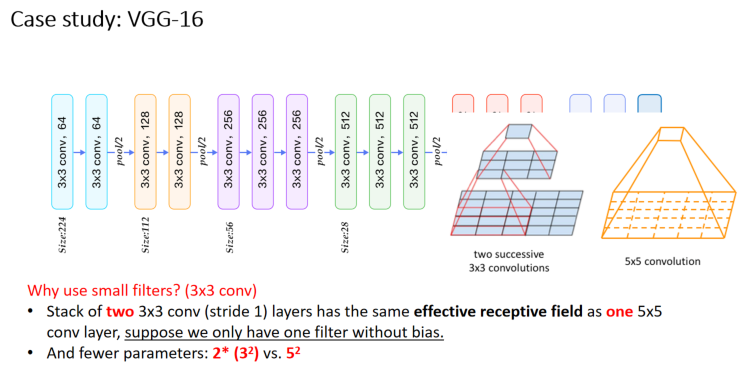 Case study: VGG-16
3x3 conv, 64
3x3 conv, 64
pool/2
3x3 conv, 128
3x3 conv, 128
pool/2
3x3 conv, 256
3x3 conv, 256
3x3 conv, 256
pool/2
3x3 conv, 512
3x3 conv, 512
3x3 conv, 512
pool/2
Size:224
Size:112
Size:56
Size:28
two successive
3x3 convolutions
5x5 convolution
Why use small filters? (3x3 conv)
• Stack of two 3x3 conv (stride 1) layers has the same effective receptive field as one 5x5
conv layer, suppose we only have one filter without bias.
• And fewer parameters: 2* (3²) vs. 5²